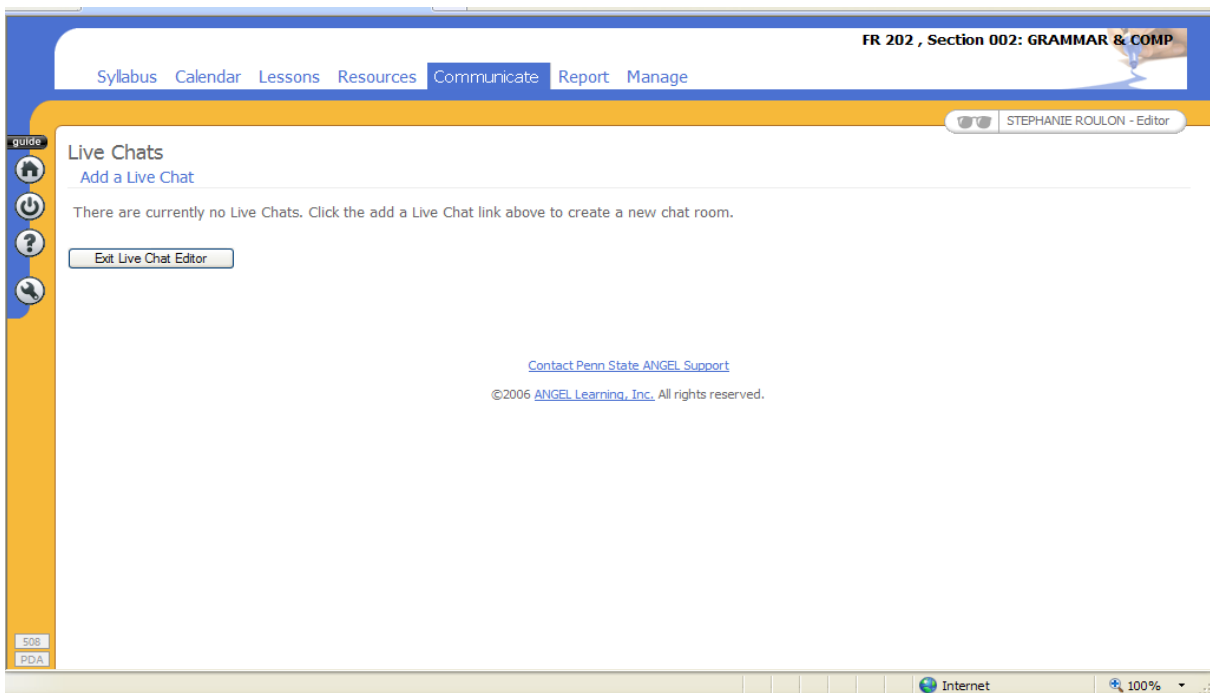 FR 202 , Section 002: GRAMMAR & COMP
Syllabus Calendar Lessons Resources Communicate Report Manage
STEPHANIE ROULON - Editor
guide
Live Chats
Add a Live Chat
There are currently no Live Chats. Click the add a Live Chat link above to create a new chat room.
?
Exit Live Chat Editor
Contact Penn State ANGEL Support
©2006 ANGEL Learning, Inc. All rights reserved.
508
PDA
Internet 100%